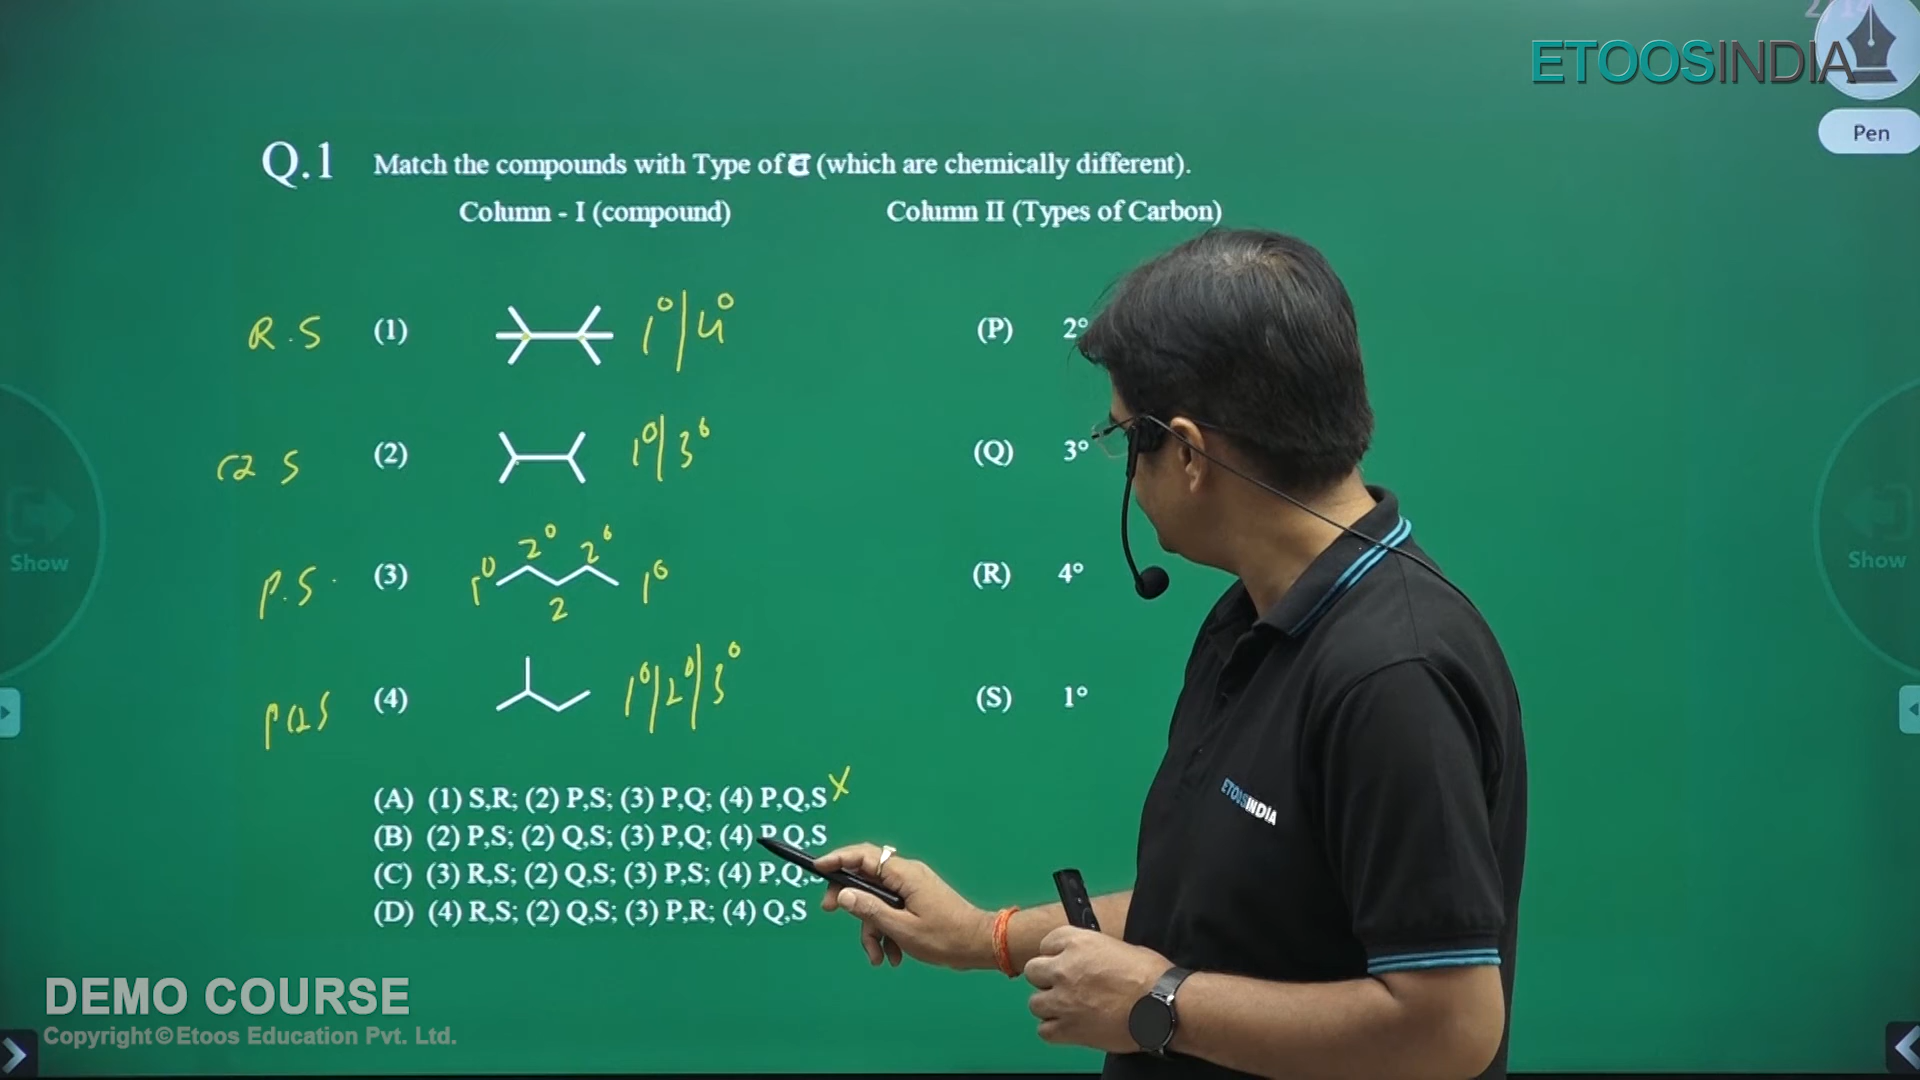 ETOOSINDIA
Pen
Q.1 Match the compounds with Type of C (which are chemically different).
Column - I (compound) Column II (Types of Carbon)
R.S (1) 1°|4° (P) 2°
Q S (2) 1°|3° (Q) 3°
P.S. (3) 1° 2° 2 2° 1° (R) 4°
PQS (4) 1°|2°|3° (S) 1°
(A) (1) S,R; (2) P,S; (3) P,Q; (4) P,Q,S X
(B) (2) P,S; (2) Q,S; (3) P,Q; (4) P,Q,S
(C) (3) R,S; (2) Q,S; (3) P,S; (4) P,Q,S
(D) (4) R,S; (2) Q,S; (3) P,R; (4) Q,S
Show
Show
ETOOSINDIA
DEMO COURSE
Copyright © Etoos Education Pvt. Ltd.